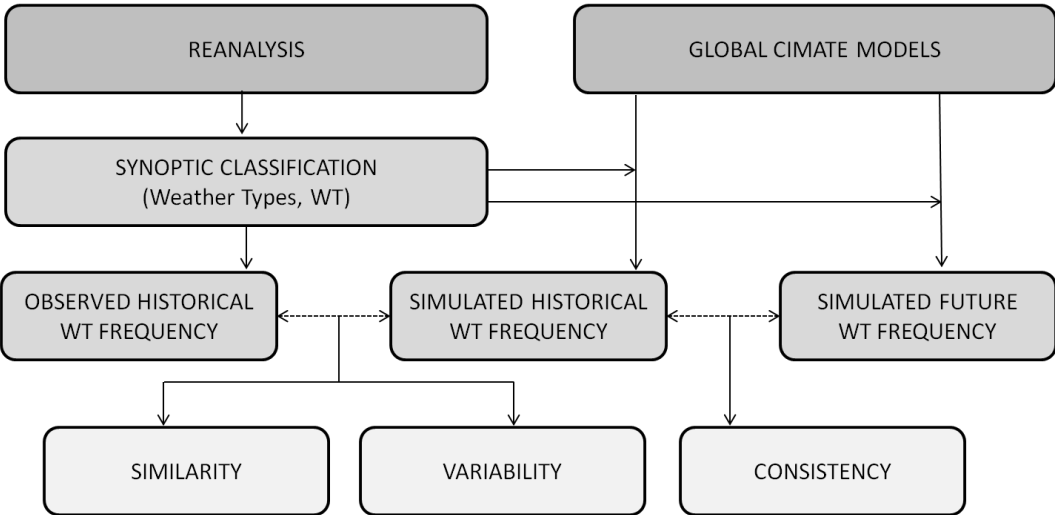 REANALYSIS
GLOBAL CIMATE MODELS
SYNOPTIC CLASSIFICATION
(Weather Types, WT)
OBSERVED HISTORICAL
WT FREQUENCY
SIMULATED HISTORICAL
WT FREQUENCY
SIMULATED FUTURE
WT FREQUENCY
SIMILARITY
VARIABILITY
CONSISTENCY